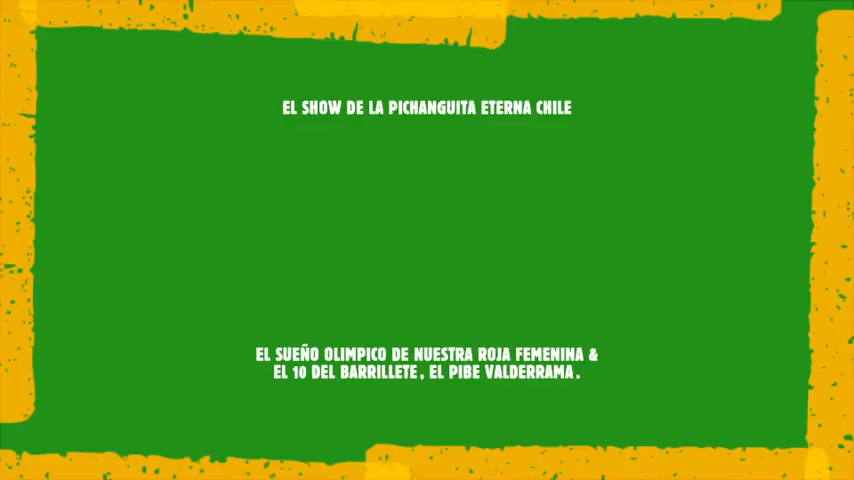 EL SHOW DE LA PICHANGUITA ETERNA CHILE
EL SUEÑO OLIMPICO DE NUESTRA ROJA FEMENINA &
EL 10 DEL BARRILLETE, EL PIBE VALDERRAMA.